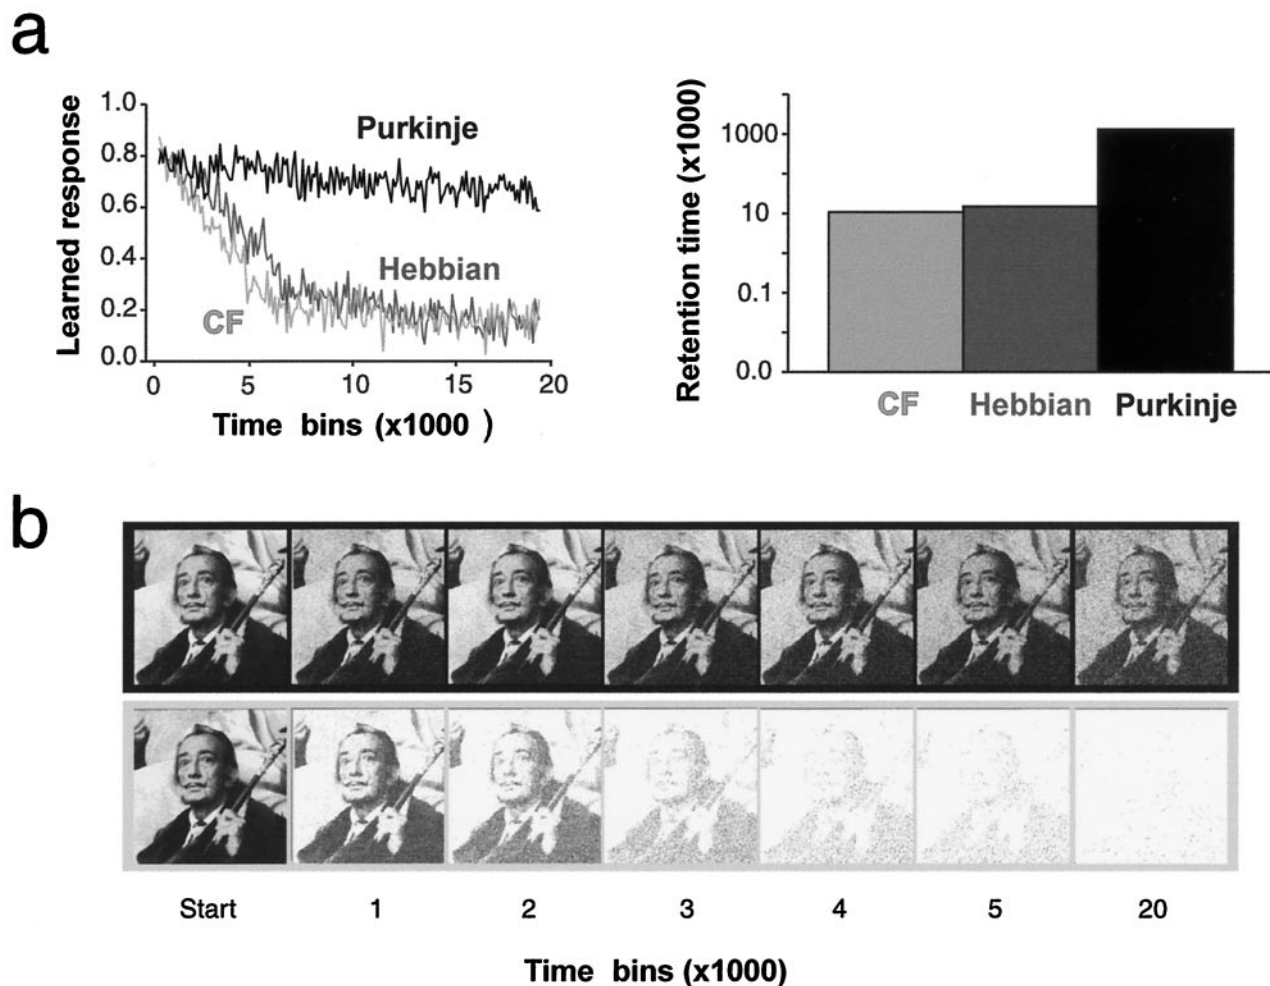 a
Learned response
1.0
0.8
0.6
0.4
0.2
0.0
Purkinje
Hebbian
CF
0 5 10 15 20
Time bins (x1000 )
Retention time (x1000)
1000
10
0.1
0.0
CF Hebbian Purkinje
b
Start 1 2 3 4 5 20
Time bins (x1000)